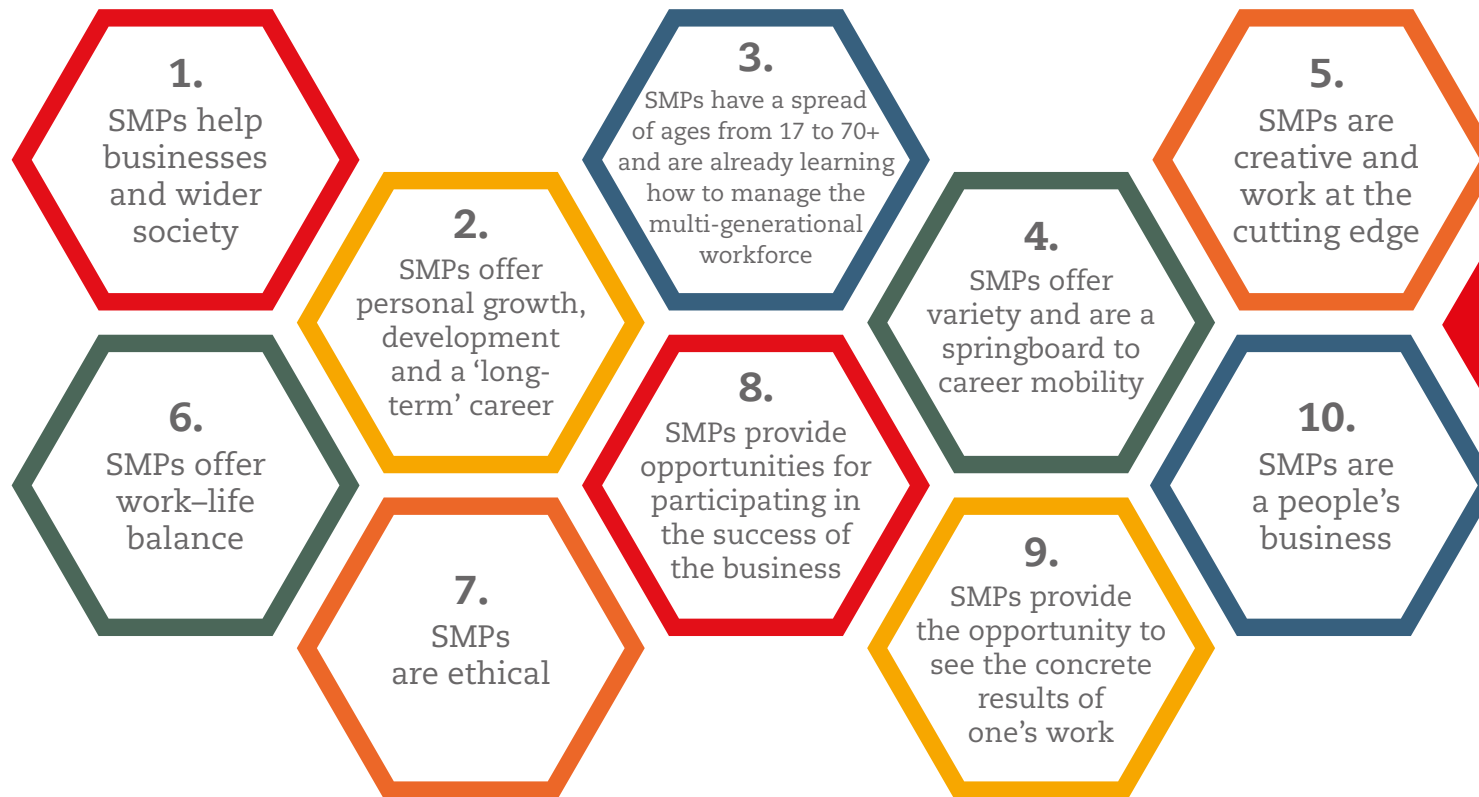 1.
SMPs help
businesses
and wider
society
2.
SMPs offer
personal growth,
development
and a ‘long-
term’ career
3.
SMPs have a spread
of ages from 17 to 70+
and are already learning
how to manage the
multi-generational
workforce
4.
SMPs offer
variety and are a
springboard to
career mobility
5.
SMPs are
creative and
work at the
cutting edge
6.
SMPs offer
work–life
balance
7.
SMPs
are ethical
8.
SMPs provide
opportunities for
participating in
the success of
the business
9.
SMPs provide
the opportunity to
see the concrete
results of
one’s work
10.
SMPs are
a people’s
business